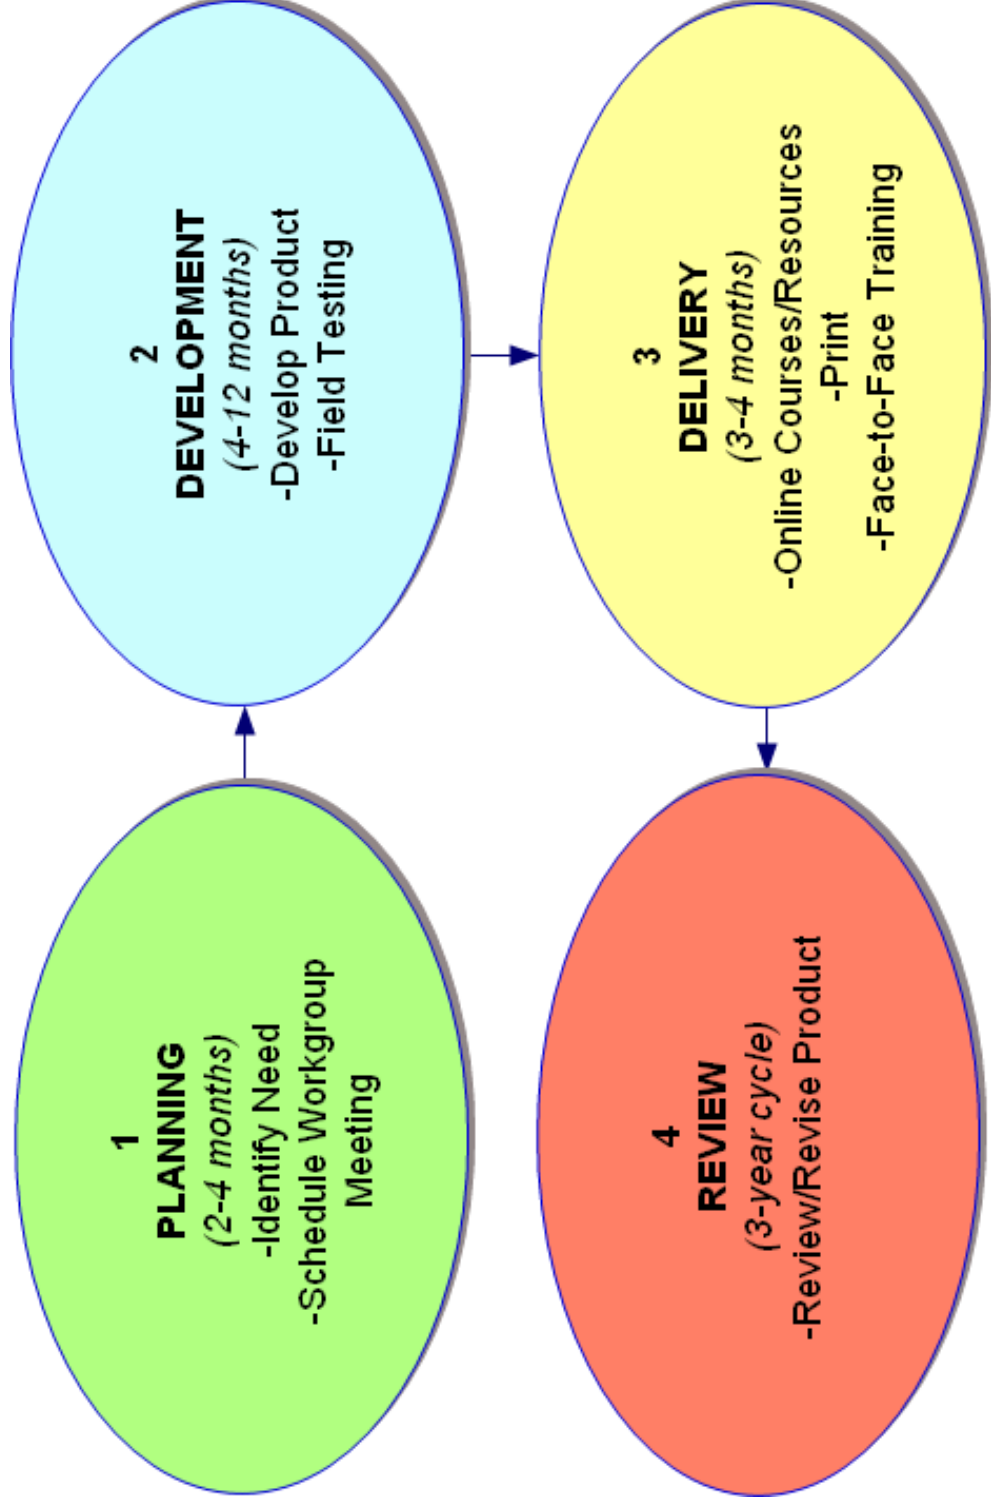 1
PLANNING
(2-4 months)
-Identify Need
-Schedule Workgroup
Meeting
2
DEVELOPMENT
(4-12 months)
-Develop Product
-Field Testing
3
DELIVERY
(3-4 months)
-Online Courses/Resources
-Print
-Face-to-Face Training
4
REVIEW
(3-year cycle)
-Review/Revise Product